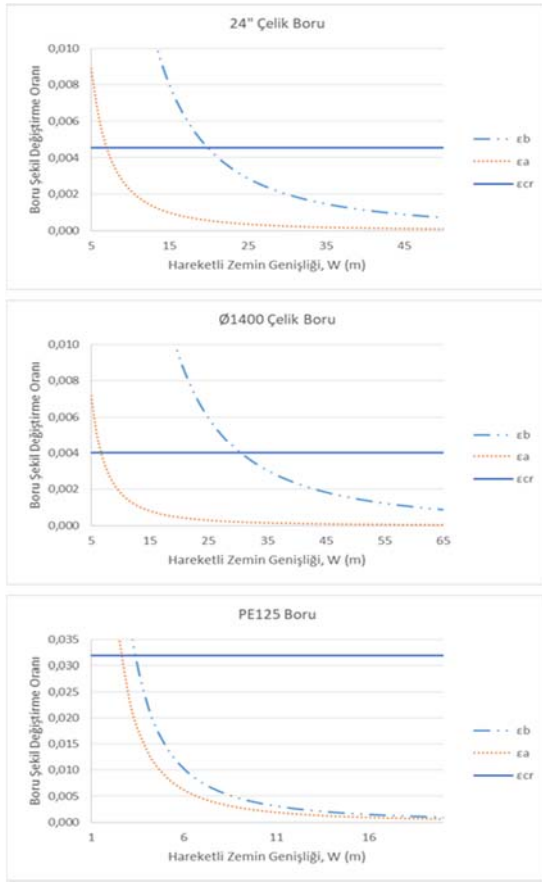 24" Çelik Boru
Boru Şekil Değiştirme Oranı
0,010
0,008
0,006
0,004
0,002
0,000
5 15 25 35 45
Hareketli Zemin Genişliği, W (m)
εb
εa
εcr
Ø1400 Çelik Boru
Boru Şekil Değiştirme Oranı
0,010
0,008
0,006
0,004
0,002
0,000
5 15 25 35 45 55 65
Hareketli Zemin Genişliği, W (m)
εb
εa
εcr
PE125 Boru
Boru Şekil Değiştirme Oranı
0,035
0,030
0,025
0,020
0,015
0,010
0,005
0,000
1 6 11 16
Hareketli Zemin Genişliği, W (m)
εb
εa
εcr